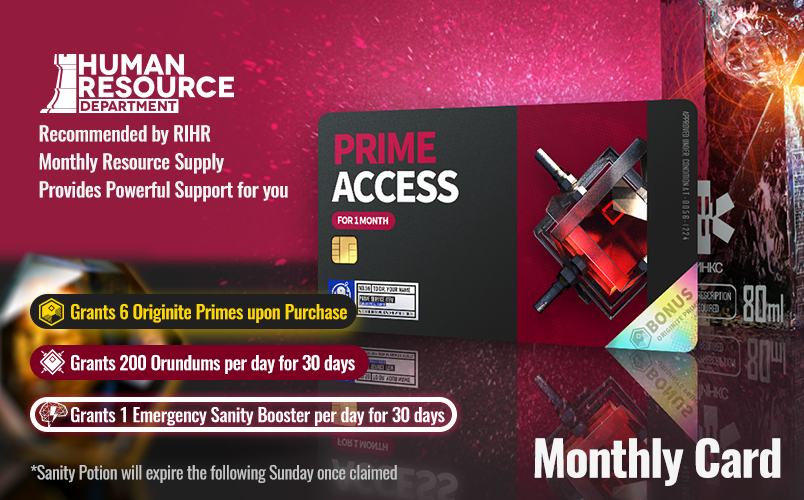 HUMAN
RESOURCE
DEPARTMENT
Recommended by RIHR
Monthly Resource Supply
Provides Powerful Support for you
PRIME
ACCESS
FOR 1 MONTH
BONUS
MHKC
80ml
Grants 6 Originite Primes upon Purchase
Grants 200 Orundums per day for 30 days
Grants 1 Emergency Sanity Booster per day for 30 days
*Sanity Potion will expire the following Sunday once claimed
Monthly Card